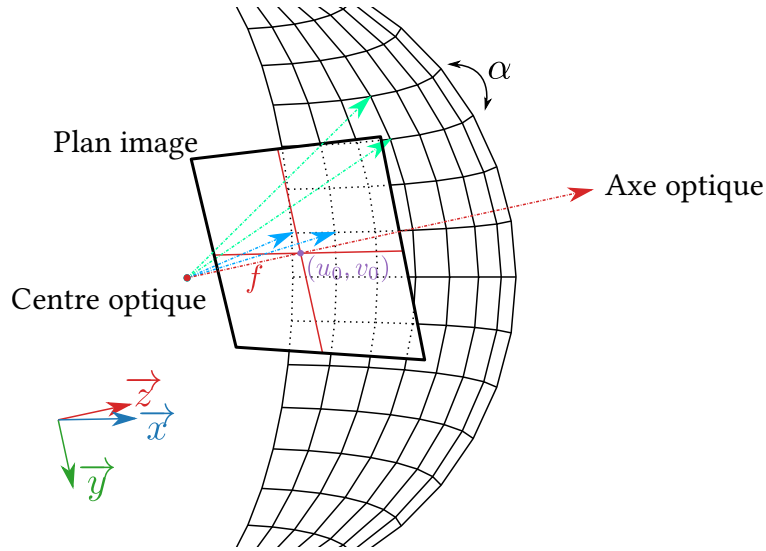 α
Plan image
Axe optique
(u₀, v₀)
f
Centre optique
z
x
y